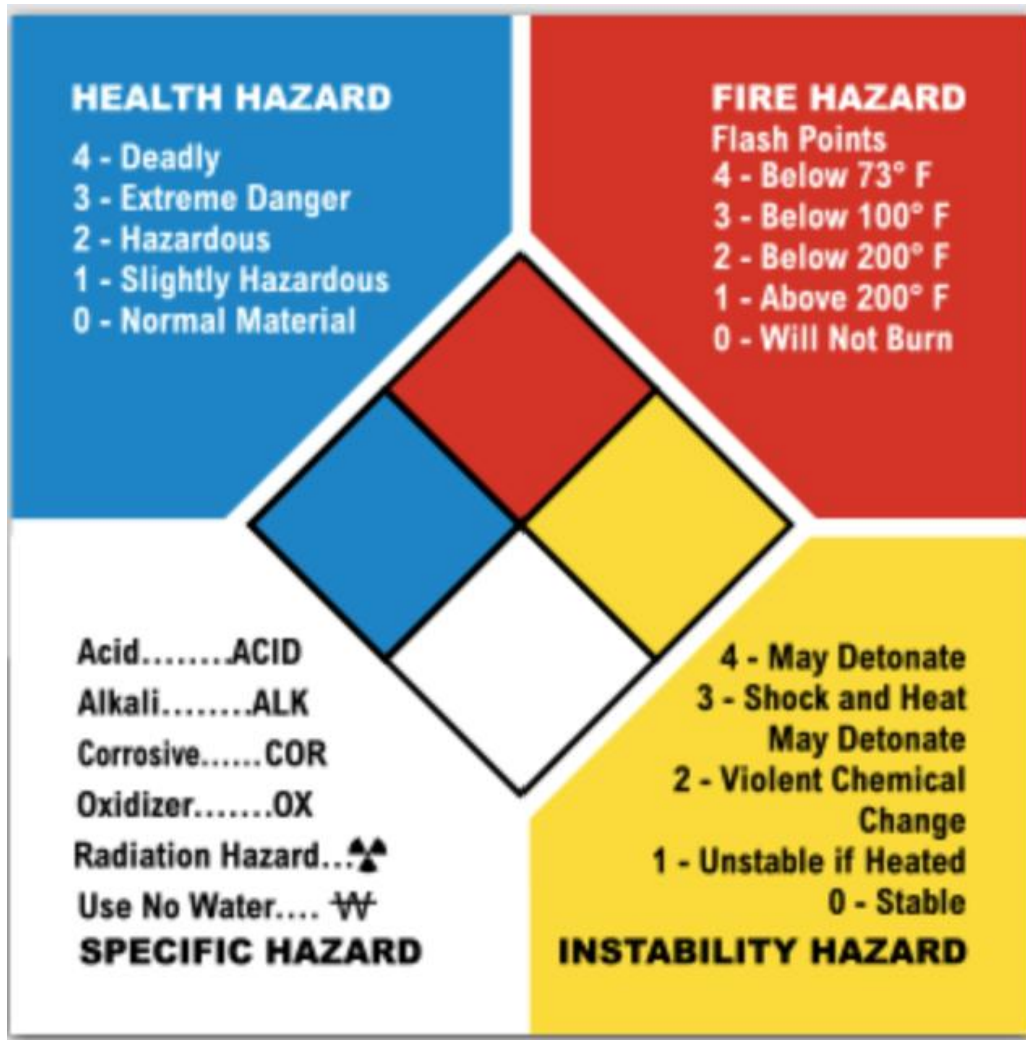 HEALTH HAZARD
4 - Deadly
3 - Extreme Danger
2 - Hazardous
1 - Slightly Hazardous
0 - Normal Material
FIRE HAZARD
Flash Points
4 - Below 73° F
3 - Below 100° F
2 - Below 200° F
1 - Above 200° F
0 - Will Not Burn
Acid........ACID
Alkali........ALK
Corrosive......COR
Oxidizer.......OX
Radiation Hazard...☢
Use No Water.... W̶
SPECIFIC HAZARD
4 - May Detonate
3 - Shock and Heat
May Detonate
2 - Violent Chemical
Change
1 - Unstable if Heated
0 - Stable
INSTABILITY HAZARD